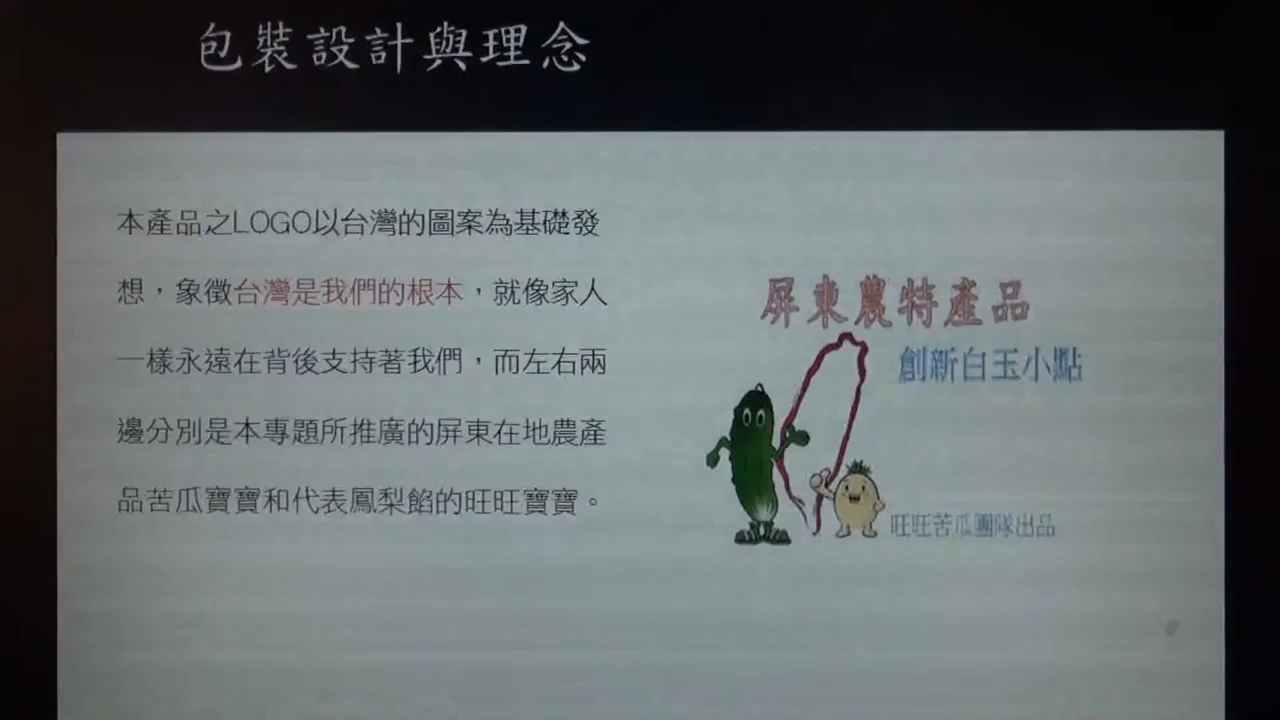 包裝設計與理念
本產品之LOGO以台灣的圖案為基礎發
想，象徵台灣是我們的根本，就像家人
一樣永遠在背後支持著我們，而左右兩
邊分別是本專題所推廣的屏東在地農產
品苦瓜寶寶和代表鳳梨餡的旺旺寶寶。
屏東農特產品
創新白玉小點
旺旺苦瓜團隊出品